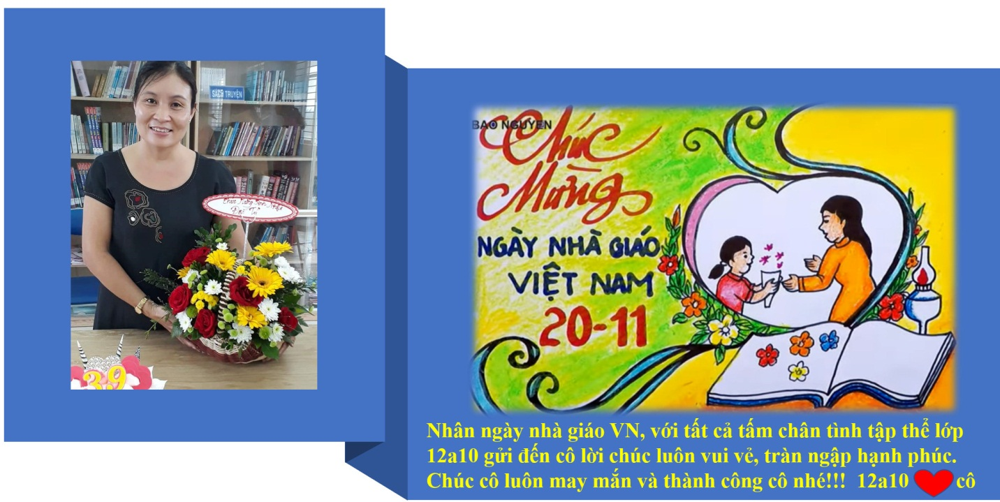 SÁCH TRUYỆN
39
BAO NGUYEN
Chúc
Mừng
NGÀY NHÀ GIÁO
VIỆT NAM
20-11
Nhân ngày nhà giáo VN, với tất cả tấm chân tình tập thể lớp
12a10 gửi đến cô lời chúc luôn vui vẻ, tràn ngập hạnh phúc.
Chúc cô luôn may mắn và thành công cô nhé!!! 12a10 cô